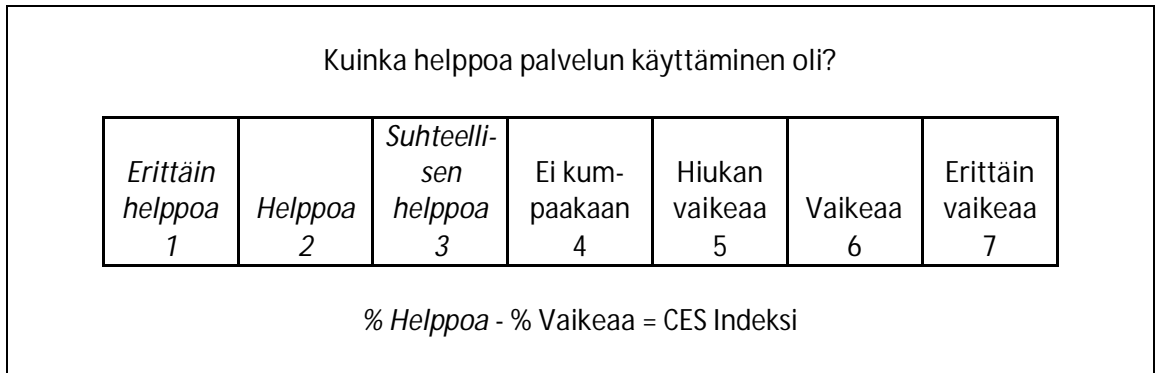 Kuinka helppoa palvelun käyttäminen oli?
Erittäin
helppoa
1
Helppoa
2
Suhteelli-
sen
helppoa
3
Ei kum-
paakaan
4
Hiukan
vaikeaa
5
Vaikeaa
6
Erittäin
vaikeaa
7
% Helppoa - % Vaikeaa = CES Indeksi